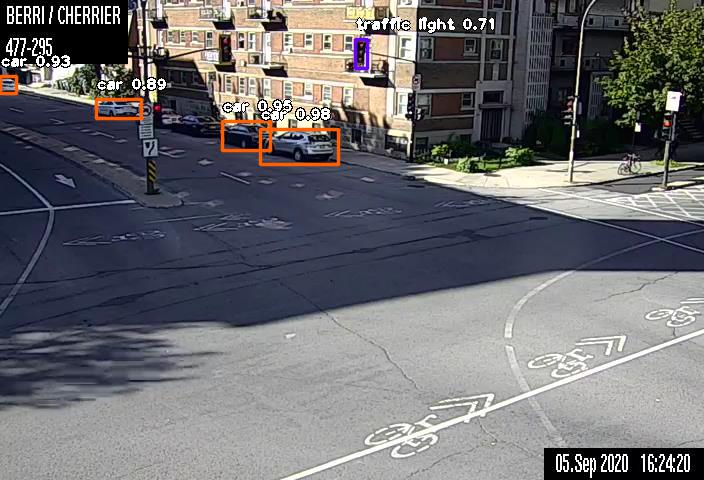 BERRI / CHERRIER
477-295
traffic light 0.71
car 0.93
car 0.89
car 0.95
car 0.98
05.Sep 2020 16:24:20